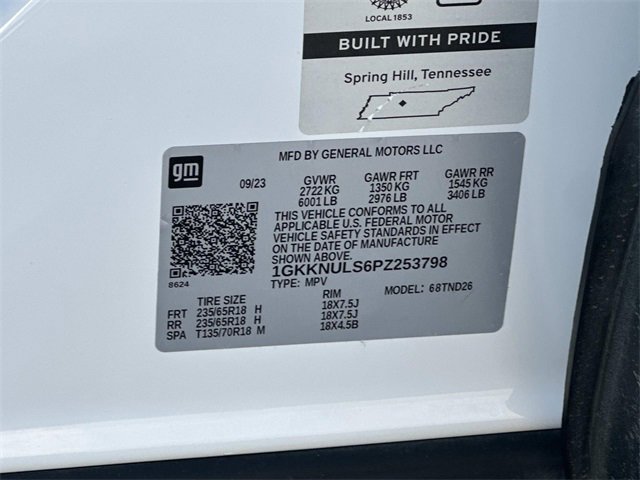 LOCAL 1853
BUILT WITH PRIDE
Spring Hill, Tennessee
gm
MFD BY GENERAL MOTORS LLC
09/23
GVWR GAWR FRT GAWR RR
2722 KG 1350 KG 1545 KG
6001 LB 2976 LB 3406 LB
THIS VEHICLE CONFORMS TO ALL
APPLICABLE U.S. FEDERAL MOTOR
VEHICLE SAFETY STANDARDS IN EFFECT
ON THE DATE OF MANUFACTURE
SHOWN ABOVE.
1GKKNULS6PZ253798
8624
TYPE: MPV MODEL: 68TND26
TIRE SIZE RIM
FRT 235/65R18 H 18X7.5J
RR 235/65R18 H 18X7.5J
SPA T135/70R18 M 18X4.5B